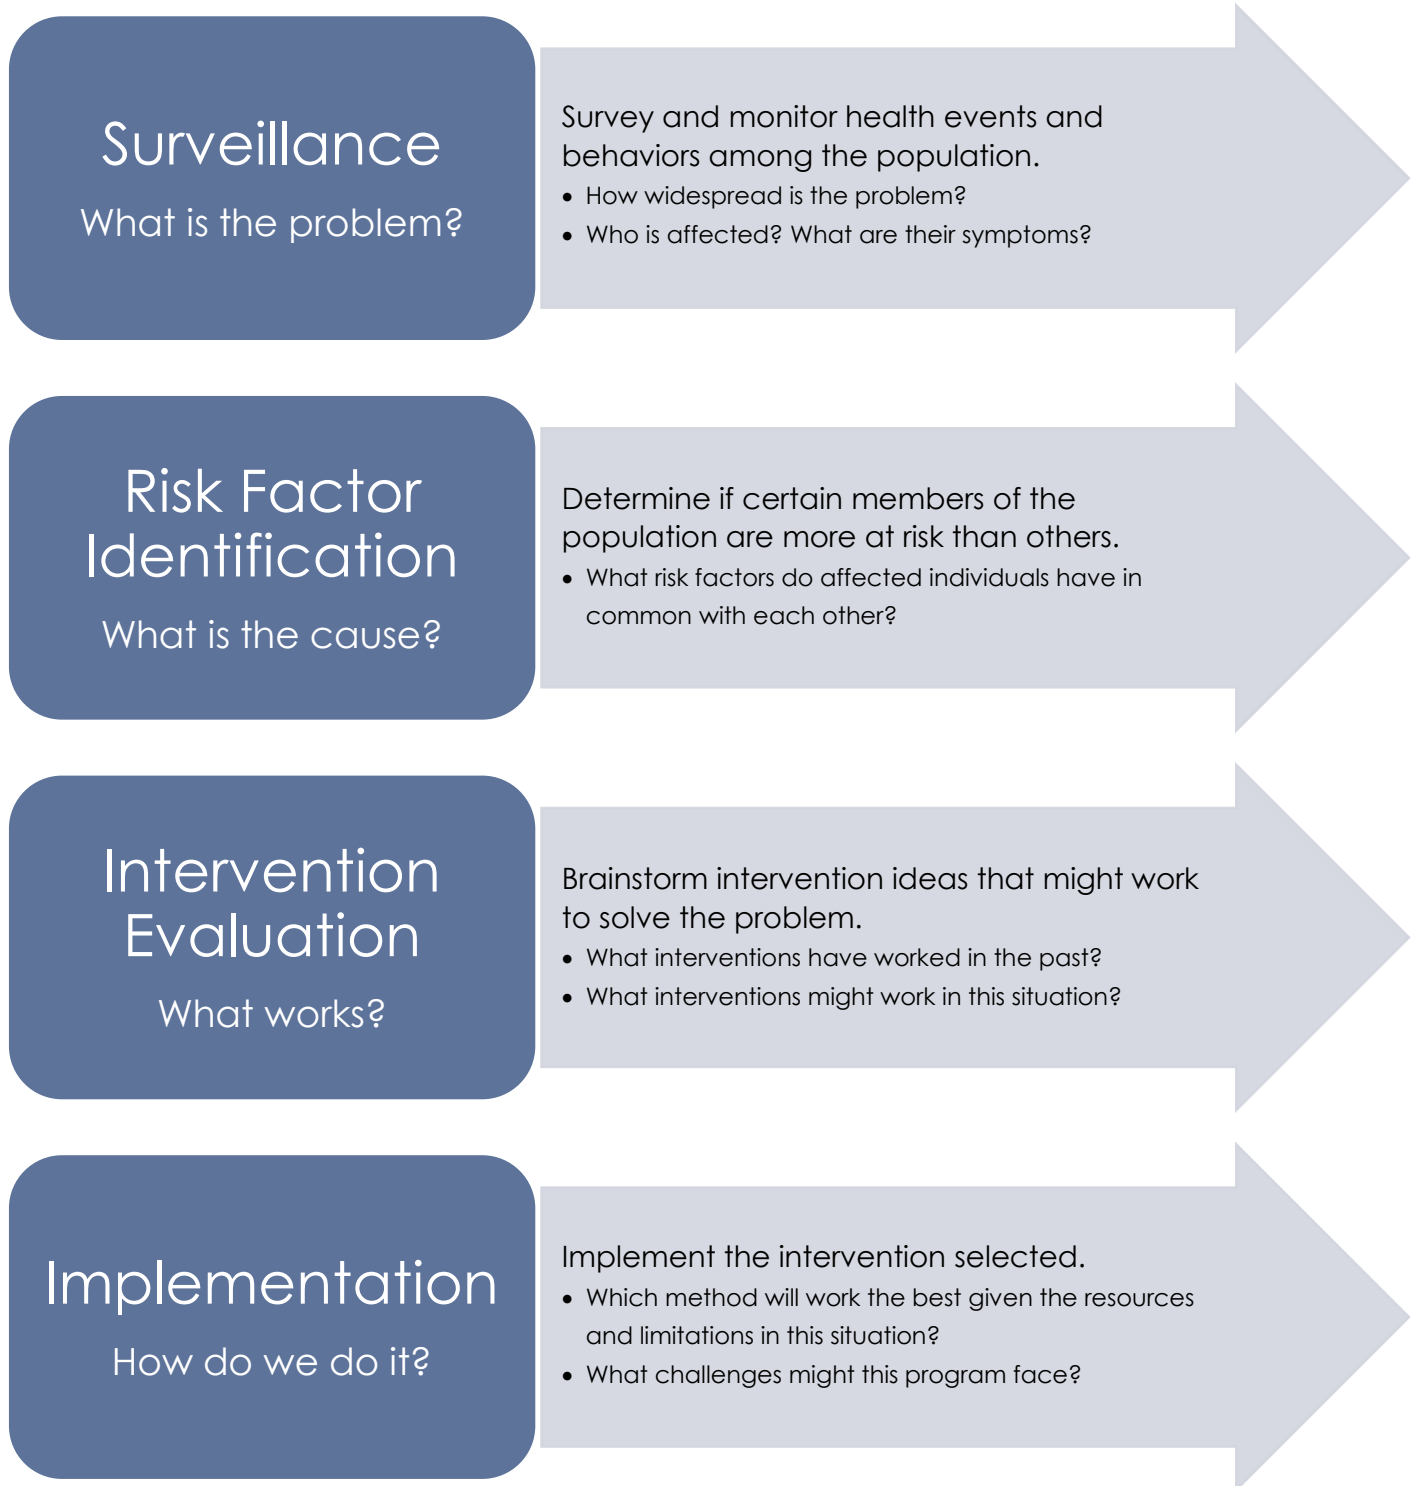 Surveillance
What is the problem?
Survey and monitor health events and
behaviors among the population.
• How widespread is the problem?
• Who is affected? What are their symptoms?
Risk Factor
Identification
What is the cause?
Determine if certain members of the
population are more at risk than others.
• What risk factors do affected individuals have in
common with each other?
Intervention
Evaluation
What works?
Brainstorm intervention ideas that might work
to solve the problem.
• What interventions have worked in the past?
• What interventions might work in this situation?
Implementation
How do we do it?
Implement the intervention selected.
• Which method will work the best given the resources
and limitations in this situation?
• What challenges might this program face?